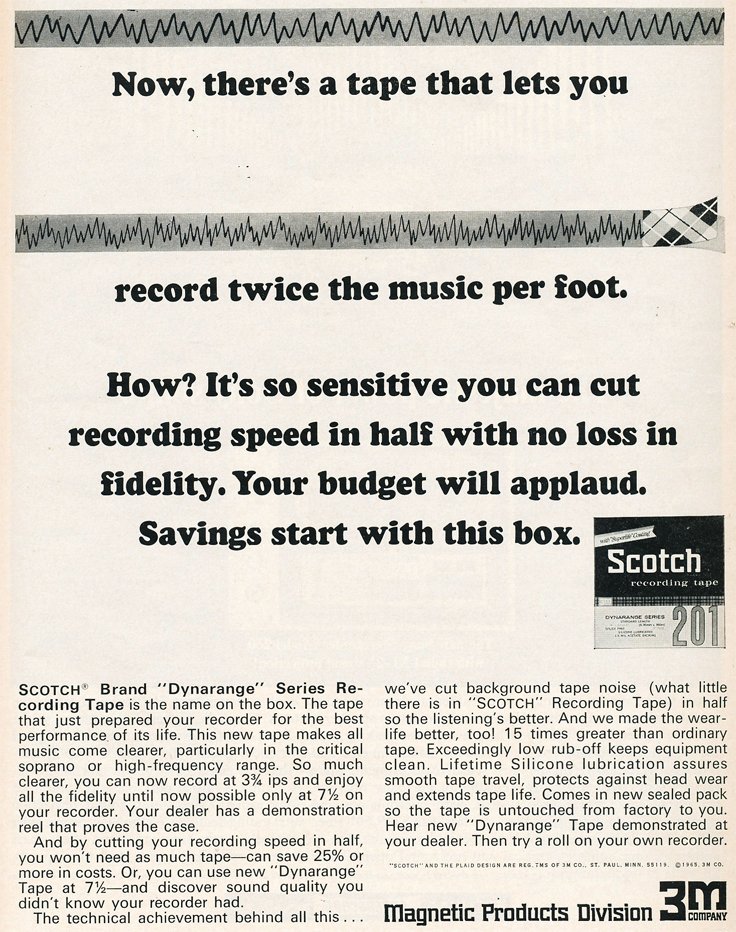 Now, there's a tape that lets you
record twice the music per foot.
How? It's so sensitive you can cut
recording speed in half with no loss in
fidelity. Your budget will applaud.
Savings start with this box.
with "Superlife" Coating
Scotch
recording tape
DYNARANGE SERIES
201
SCOTCH® Brand "Dynarange" Series Re-
cording Tape is the name on the box. The tape
that just prepared your recorder for the best
performance of its life. This new tape makes all
music come clearer, particularly in the critical
soprano or high-frequency range. So much
clearer, you can now record at 3¾ ips and enjoy
all the fidelity until now possible only at 7½ on
your recorder. Your dealer has a demonstration
reel that proves the case.
And by cutting your recording speed in half,
you won't need as much tape—can save 25% or
more in costs. Or, you can use new "Dynarange"
Tape at 7½—and discover sound quality you
didn't know your recorder had.
The technical achievement behind all this...
we've cut background tape noise (what little
there is in "SCOTCH" Recording Tape) in half
so the listening's better. And we made the wear-
life better, too! 15 times greater than ordinary
tape. Exceedingly low rub-off keeps equipment
clean. Lifetime Silicone lubrication assures
smooth tape travel, protects against head wear
and extends tape life. Comes in new sealed pack
so the tape is untouched from factory to you.
Hear new "Dynarange" Tape demonstrated at
your dealer. Then try a roll on your own recorder.
"SCOTCH" AND THE PLAID DESIGN ARE REG. TMS OF 3M CO., ST. PAUL, MINN. 55119. ©1965, 3M CO.
Magnetic Products Division 3M COMPANY